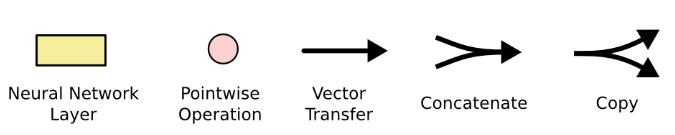 Neural Network
Layer
Pointwise
Operation
Vector
Transfer
Concatenate
Copy